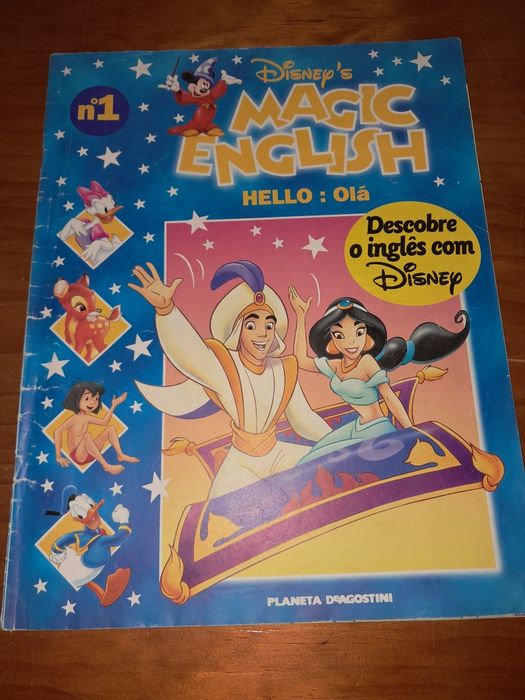 nº1
DISNEY'S
MAGIC
ENGLISH
HELLO : Olá
Descobre
o inglês com
DISNEY
PLANETA DEAGOSTINI